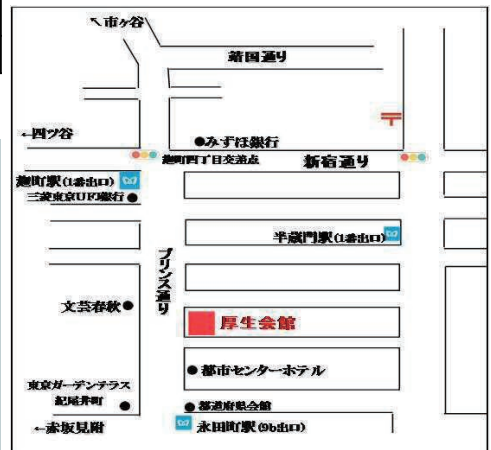 ↖市ヶ谷
靖国通り
〒
←四ツ谷
●みずほ銀行
麹町四丁目交差点
新宿通り
麹町駅(1番出口)
三菱東京UFJ銀行●
半蔵門駅(1番出口)
プリンス通り
文芸春秋●
厚生会館
●都市センターホテル
東京ガーデンテラス
紀尾井町
●都道府県会館
←赤坂見附
永田町駅(9b出口)